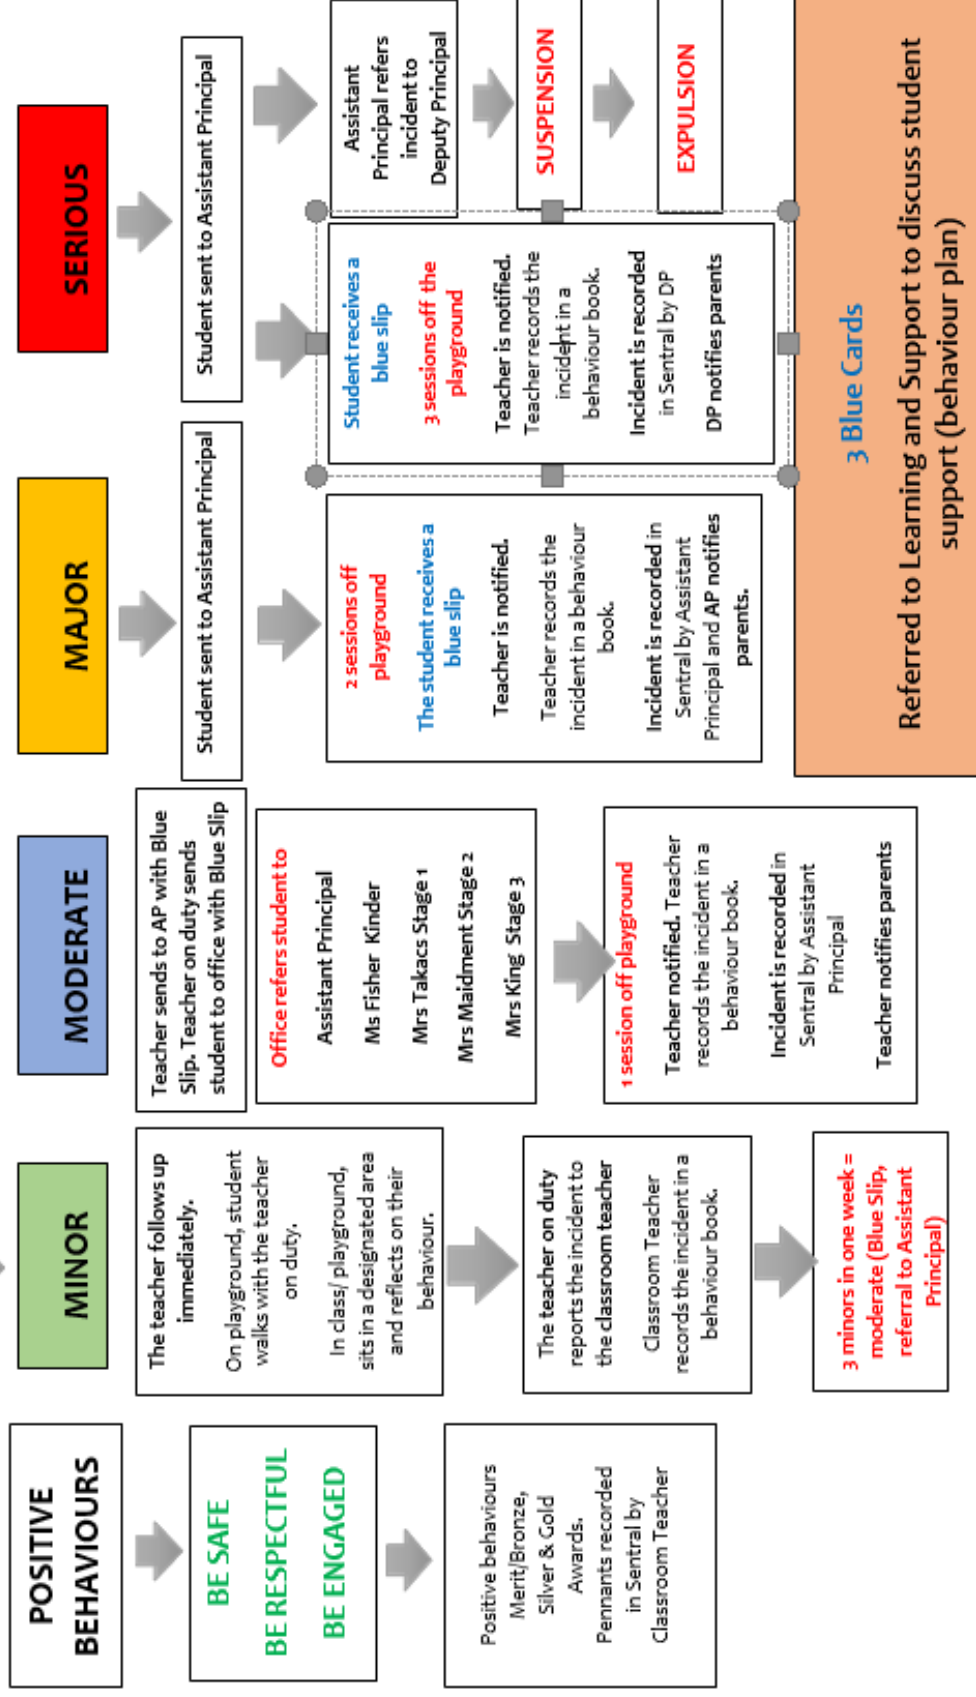 POSITIVE
BEHAVIOURS
BE SAFE
BE RESPECTFUL
BE ENGAGED
Positive behaviours
Merit/Bronze,
Silver & Gold
Awards.
Pennants recorded
in Sentral by
Classroom Teacher
MINOR
The teacher follows up
immediately.
On playground, student
walks with the teacher
on duty.
In class/ playground,
sits in a designated area
and reflects on their
behaviour.
The teacher on duty
reports the incident to
the classroom teacher
Classroom Teacher
records the incident in a
behaviour book.
3 minors in one week =
moderate (Blue Slip,
referral to Assistant
Principal)
MODERATE
Teacher sends to AP with Blue
Slip. Teacher on duty sends
student to office with Blue Slip
Office refers student to
Assistant Principal
Ms Fisher Kinder
Mrs Takacs Stage 1
Mrs Maidment Stage 2
Mrs King Stage 3
1 session off playground
Teacher notified. Teacher
records the incident in a
behaviour book.
Incident is recorded in
Sentral by Assistant
Principal
Teacher notifies parents
MAJOR
Student sent to Assistant Principal
2 sessions off
playground
The student receives a
blue slip
Teacher is notified.
Teacher records the
incident in a behaviour
book.
Incident is recorded in
Sentral by Assistant
Principal and AP notifies
parents.
SERIOUS
Student sent to Assistant Principal
Student receives a
blue slip
3 sessions off the
playground
Teacher is notified.
Teacher records the
incident in a
behaviour book.
Incident is recorded
in Sentral by DP
DP notifies parents
Assistant
Principal refers
incident to
Deputy Principal
SUSPENSION
EXPULSION
3 Blue Cards
Referred to Learning and Support to discuss student
support (behaviour plan)